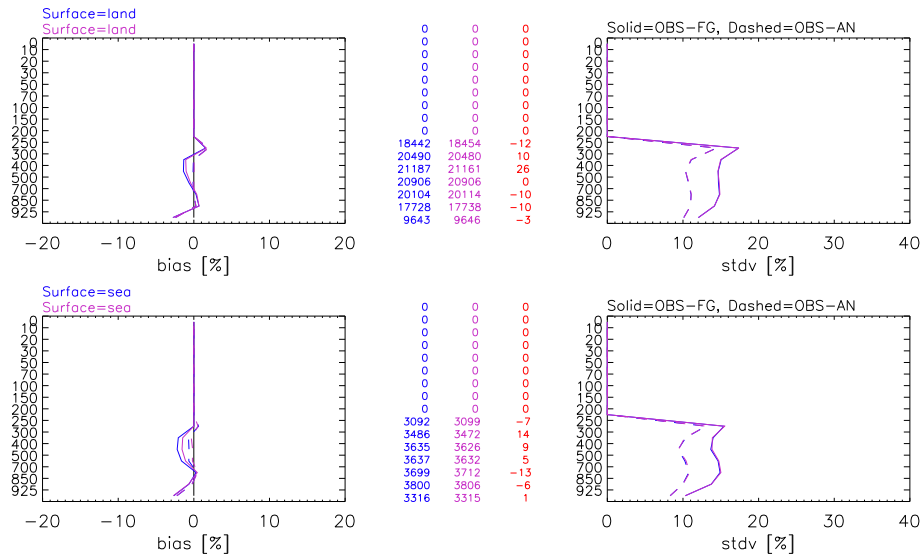 Surface=land
Surface=land
Solid=OBS-FG, Dashed=OBS-AN
0
10
20
30
50
70
100
150
200
250
300
400
500
700
850
925
-20
-10
0
10
20
bias [%]
0 0 0
0 0 0
0 0 0
0 0 0
0 0 0
0 0 0
0 0 0
0 0 0
0 0 0
18442 18454 -12
20490 20480 10
21187 21161 26
20906 20906 0
20104 20114 -10
17728 17738 -10
9643 9646 -3
0
10
20
30
50
70
100
150
200
250
300
400
500
700
850
925
0
10
20
30
40
stdv [%]
Surface=sea
Surface=sea
Solid=OBS-FG, Dashed=OBS-AN
0
10
20
30
50
70
100
150
200
250
300
400
500
700
850
925
-20
-10
0
10
20
bias [%]
0 0 0
0 0 0
0 0 0
0 0 0
0 0 0
0 0 0
0 0 0
0 0 0
0 0 0
3092 3099 -7
3486 3472 14
3635 3626 9
3637 3632 5
3699 3712 -13
3800 3806 -6
3316 3315 1
0
10
20
30
50
70
100
150
200
250
300
400
500
700
850
925
0
10
20
30
40
stdv [%]